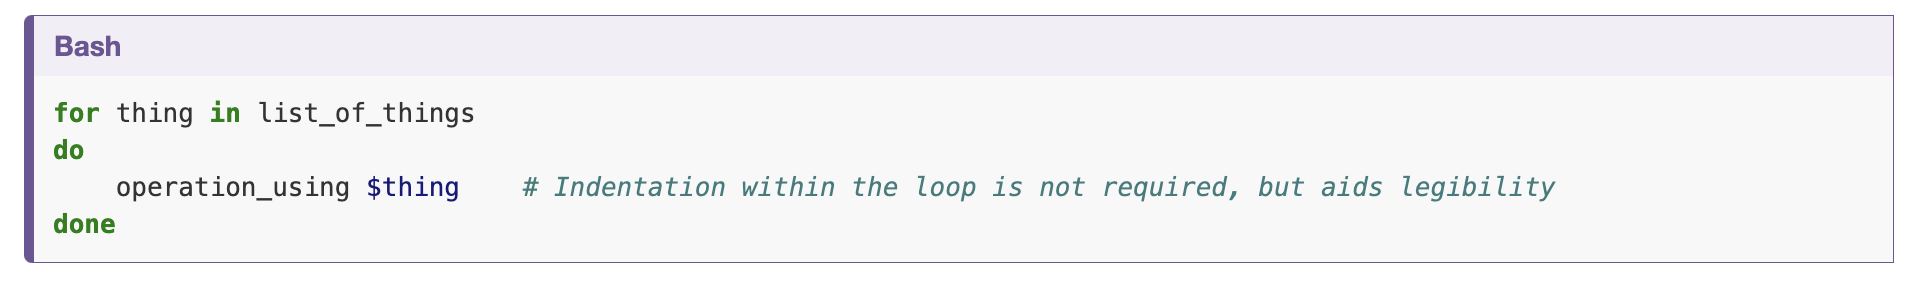 Bash
for thing in list_of_things
do
    operation_using $thing    # Indentation within the loop is not required, but aids legibility
done